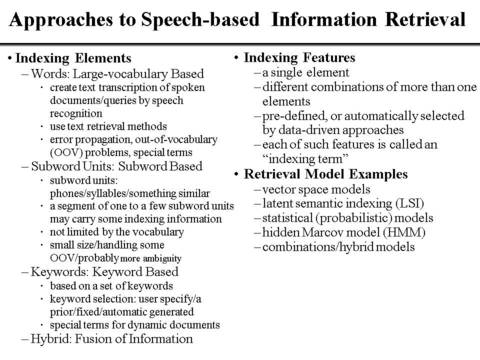 Approaches to Speech-based Information Retrieval
• Indexing Elements
– Words: Large-vocabulary Based
· create text transcription of spoken
documents/queries by speech
recognition
· use text retrieval methods
· error propagation, out-of-vocabulary
(OOV) problems, special terms
– Subword Units: Subword Based
· subword units:
phones/syllables/something similar
· a segment of one to a few subword units
may carry some indexing information
· not limited by the vocabulary
· small size/handling some
OOV/probably more ambiguity
– Keywords: Keyword Based
· based on a set of keywords
· keyword selection: user specify/a
prior/fixed/automatic generated
· special terms for dynamic documents
– Hybrid: Fusion of Information
• Indexing Features
– a single element
– different combinations of more than one
elements
– pre-defined, or automatically selected
by data-driven approaches
– each of such features is called an
“indexing term”
• Retrieval Model Examples
– vector space models
– latent semantic indexing (LSI)
– statistical (probabilistic) models
– hidden Marcov model (HMM)
– combinations/hybrid models